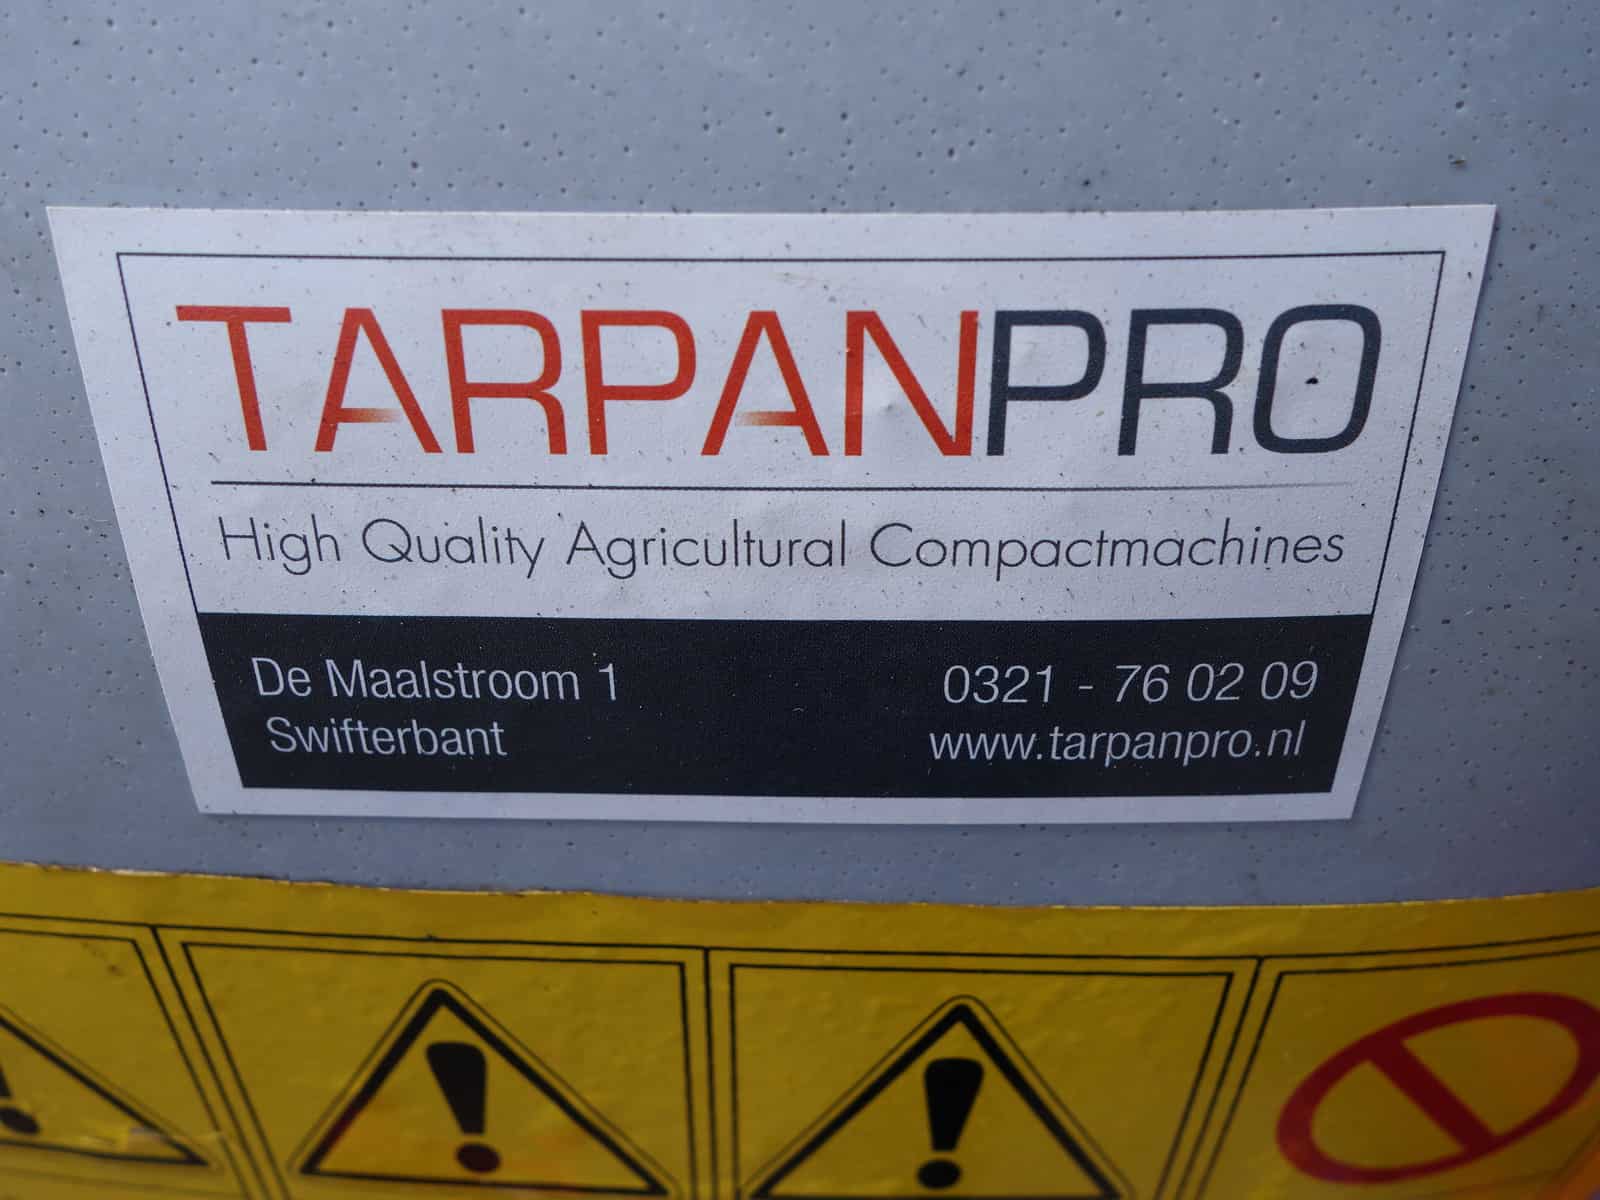 TARPANPRO
High Quality Agricultural Compactmachines
De Maalstroom 1
Swifterbant
0321 - 76 02 09
www.tarpanpro.nl